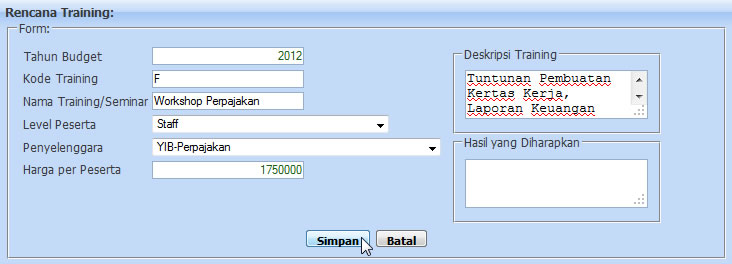 Rencana Training:
Form:
Tahun Budget 2012
Kode Training F
Nama Training/Seminar Workshop Perpajakan
Level Peserta Staff
Penyelenggara YIB-Perpajakan
Harga per Peserta 1750000
Deskripsi Training
Tuntunan Pembuatan
Kertas Kerja,
Laporan Keuangan
Hasil yang Diharapkan
Simpan Batal